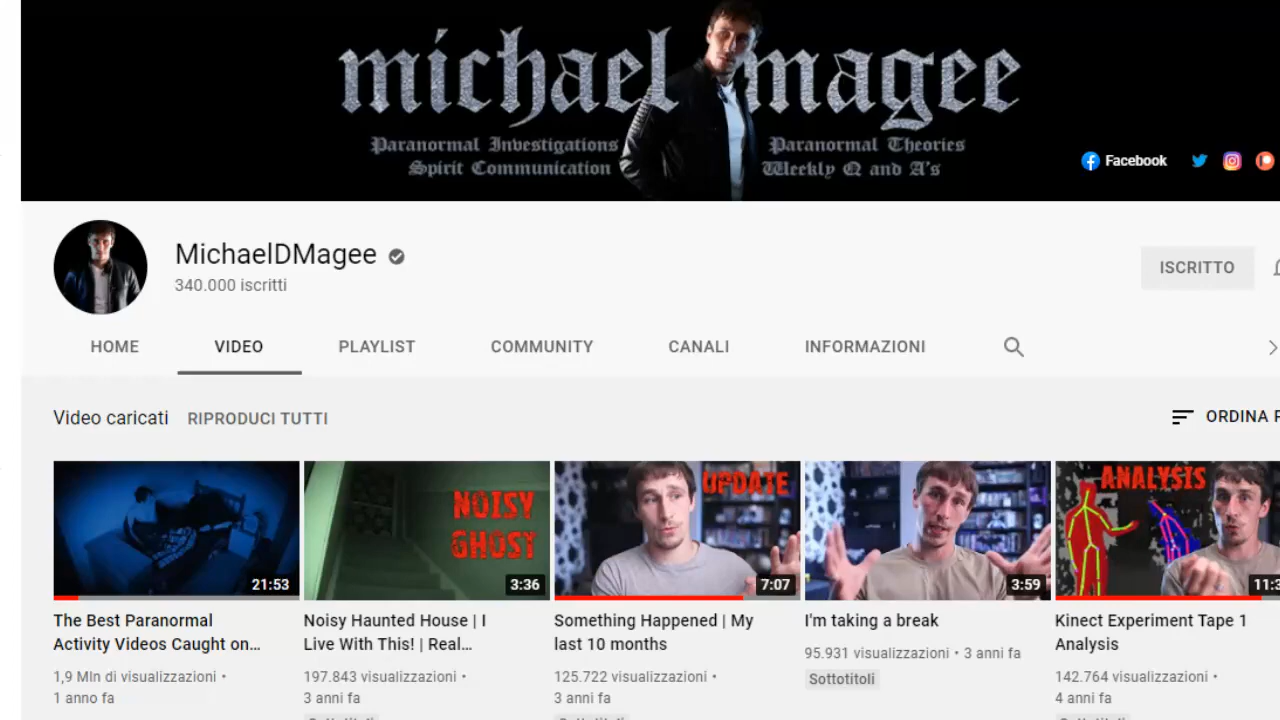 michael magee
Paranormal Investigations Paranormal Theories
Spirit Communication Weekly Q and A's
Facebook
MichaelDMagee
340.000 iscritti
ISCRITTO
HOME VIDEO PLAYLIST COMMUNITY CANALI INFORMAZIONI
Video caricati RIPRODUCI TUTTI ORDINA
NOISY
GHOST
UPDATE
ANALYSIS
21:53 3:36 7:07 3:59 11:3
The Best Paranormal
Activity Videos Caught on...
1,9 Mln di visualizzazioni •
1 anno fa
Noisy Haunted House | I
Live With This! | Real...
197.843 visualizzazioni •
3 anni fa
Something Happened | My
last 10 months
125.722 visualizzazioni •
3 anni fa
I'm taking a break
95.931 visualizzazioni • 3 anni fa
Sottotitoli
Kinect Experiment Tape 1
Analysis
142.764 visualizzazioni •
4 anni fa